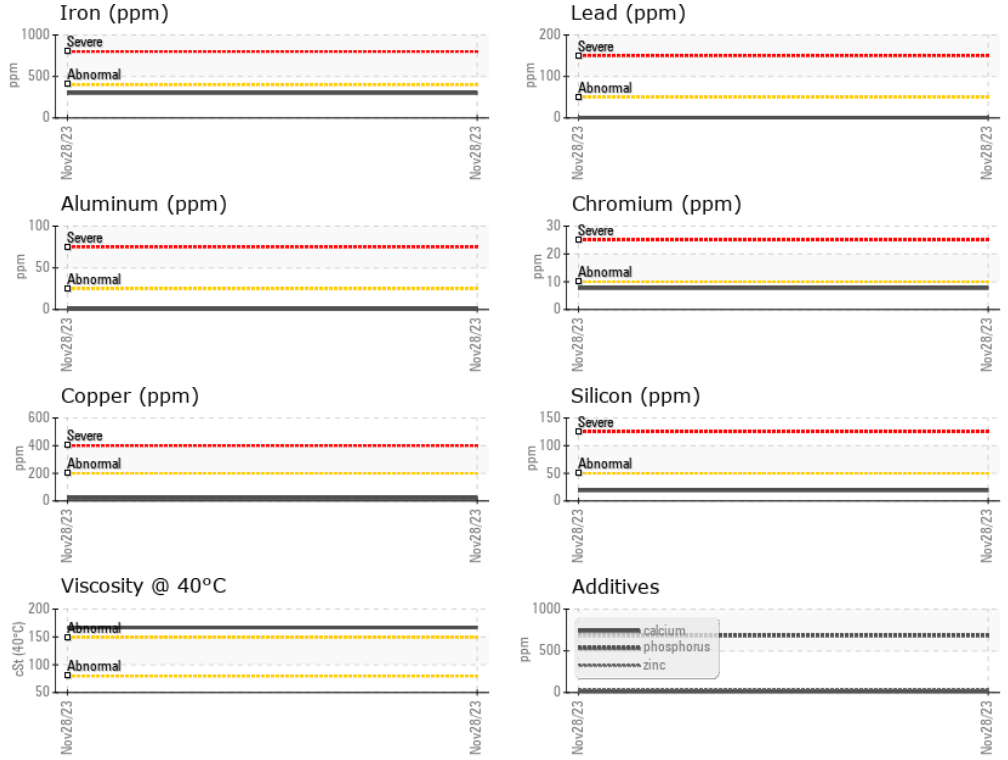 Iron (ppm)
1000
Severe
ppm
500
Abnormal
0
Nov28/23
Nov28/23
Lead (ppm)
200
Severe
ppm
100
Abnormal
0
Nov28/23
Nov28/23
Aluminum (ppm)
100
Severe
ppm
50
Abnormal
0
Nov28/23
Nov28/23
Chromium (ppm)
30
Severe
20
ppm
Abnormal
10
0
Nov28/23
Nov28/23
Copper (ppm)
600
Severe
400
ppm
Abnormal
200
0
Nov28/23
Nov28/23
Silicon (ppm)
150
Severe
100
ppm
Abnormal
50
0
Nov28/23
Nov28/23
Viscosity @ 40°C
200
Abnormal
150
cSt (40°C)
100
Abnormal
50
Nov28/23
Nov28/23
Additives
1000
calcium
phosphorus
ppm
500
zinc
0
Nov28/23
Nov28/23